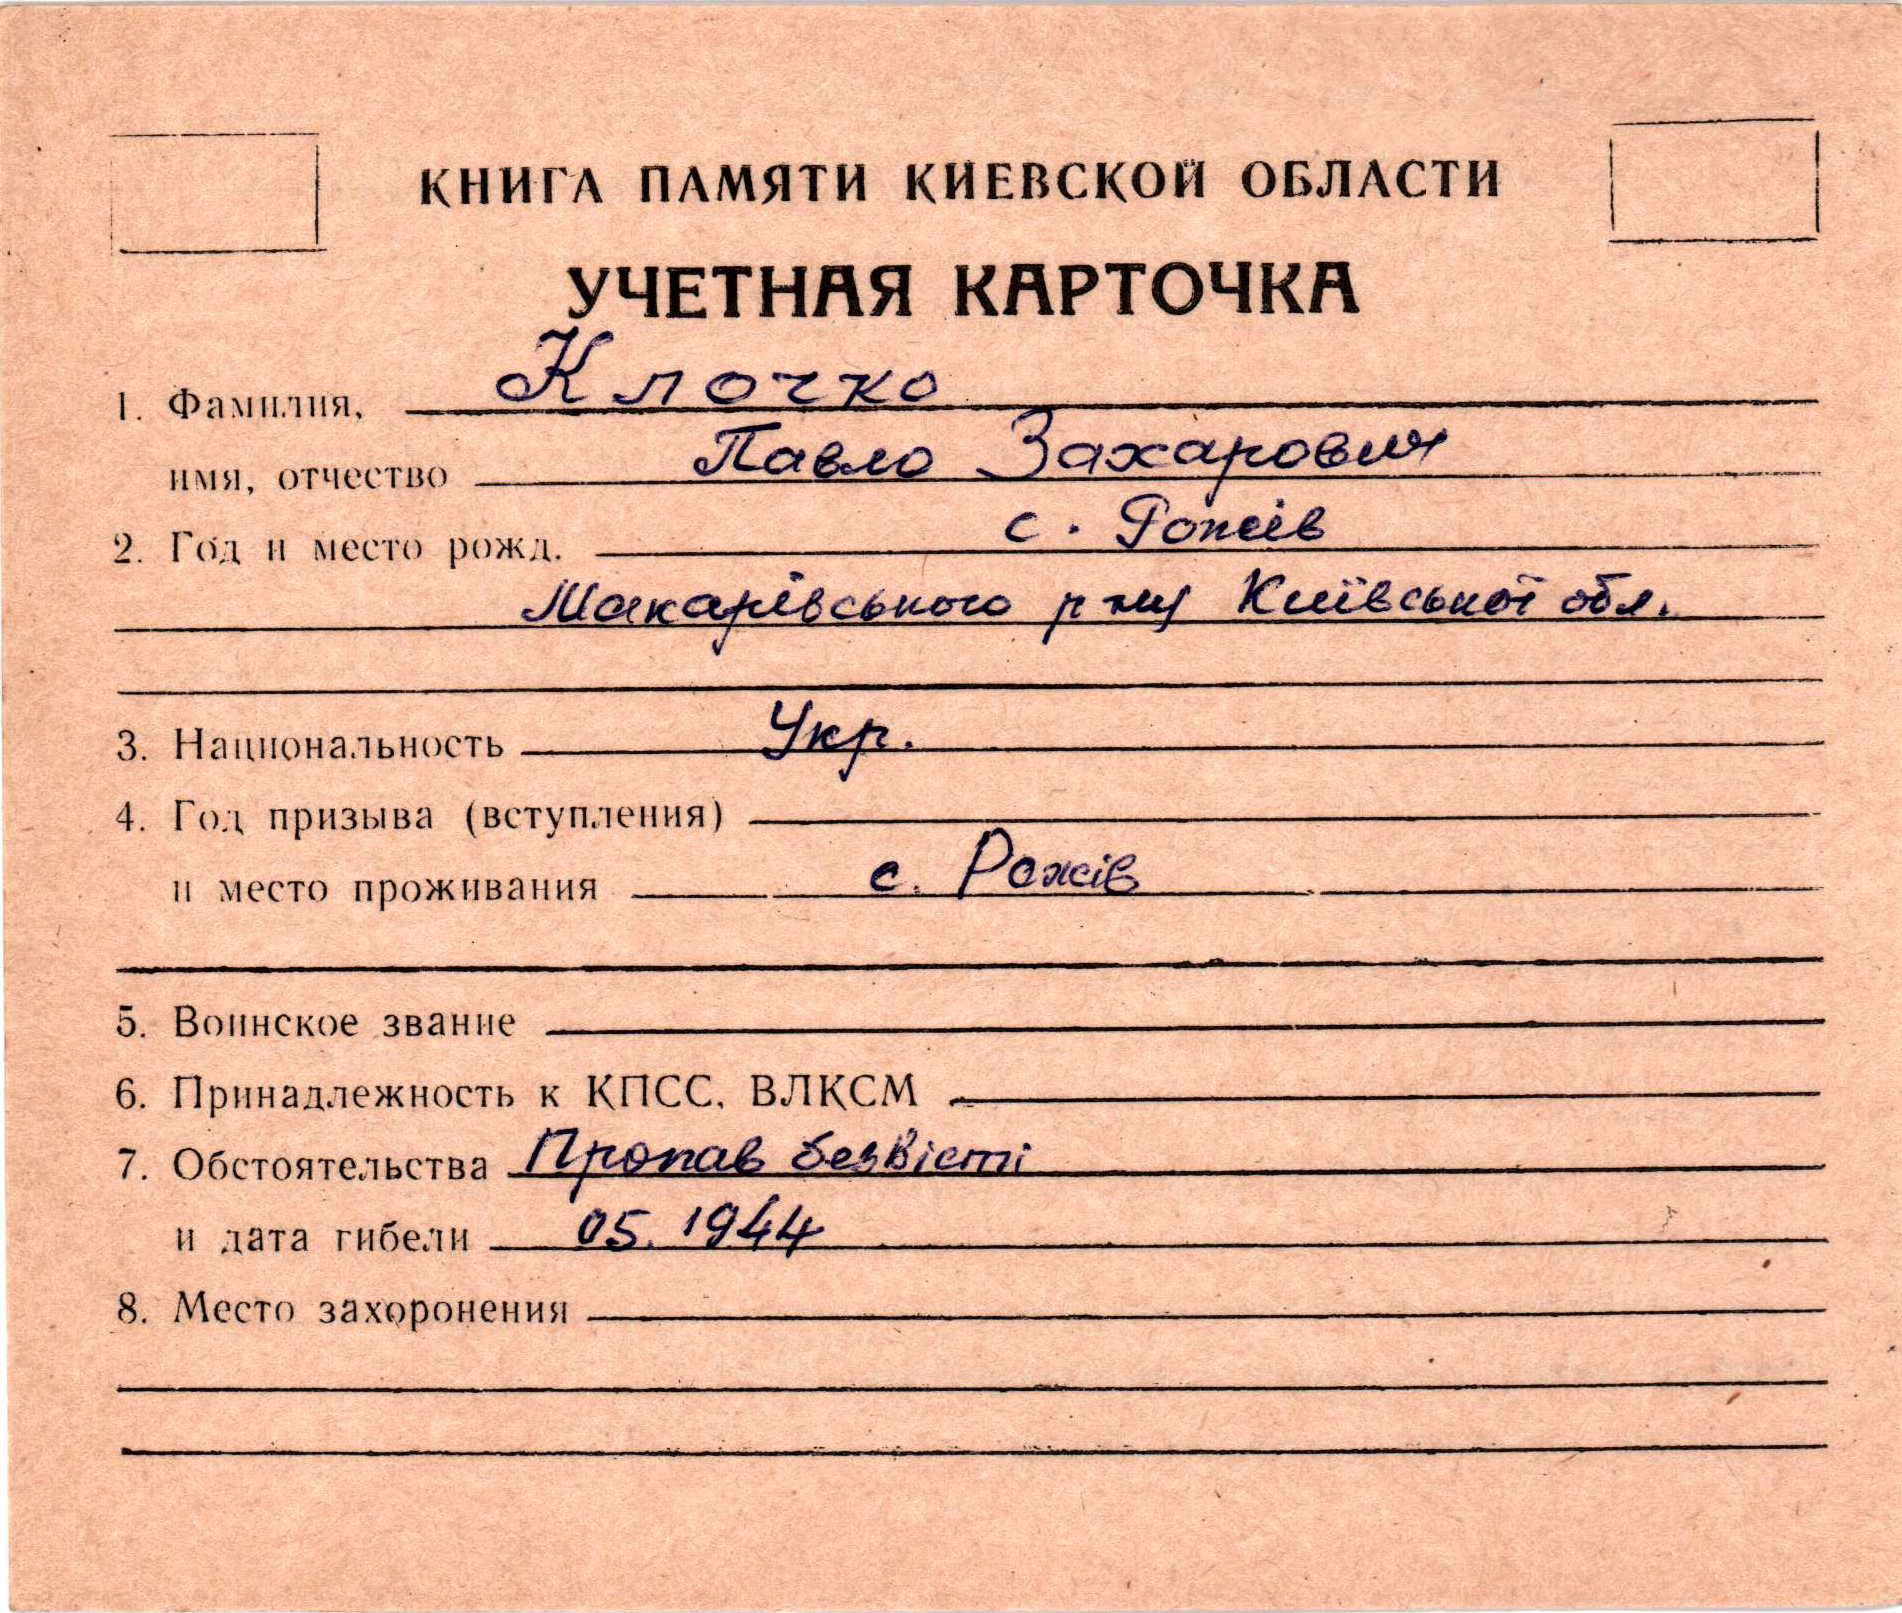 КНИГА ПАМЯТИ КИЕВСКОЙ ОБЛАСТИ
УЧЕТНАЯ КАРТОЧКА
1. Фамилия, Клочко
имя, отчество Павло Захарович
2. Год и место рожд. с. Рожів
Макарівського р-ну Київської обл.
3. Национальность Укр.
4. Год призыва (вступления)
и место проживания с. Рожів
5. Воинское звание
6. Принадлежность к КПСС, ВЛКСМ
7. Обстоятельства Пропав безвісті
и дата гибели 05. 1944
8. Место захоронения